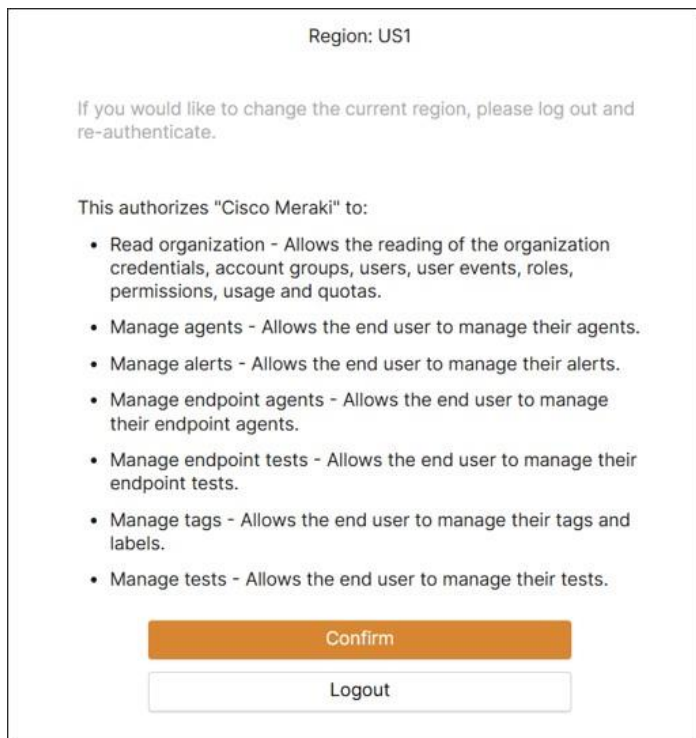 Region: US1
If you would like to change the current region, please log out and
re-authenticate.
This authorizes "Cisco Meraki" to:
• Read organization - Allows the reading of the organization
credentials, account groups, users, user events, roles,
permissions, usage and quotas.
• Manage agents - Allows the end user to manage their agents.
• Manage alerts - Allows the end user to manage their alerts.
• Manage endpoint agents - Allows the end user to manage
their endpoint agents.
• Manage endpoint tests - Allows the end user to manage their
endpoint tests.
• Manage tags - Allows the end user to manage their tags and
labels.
• Manage tests - Allows the end user to manage their tests.
Confirm
Logout